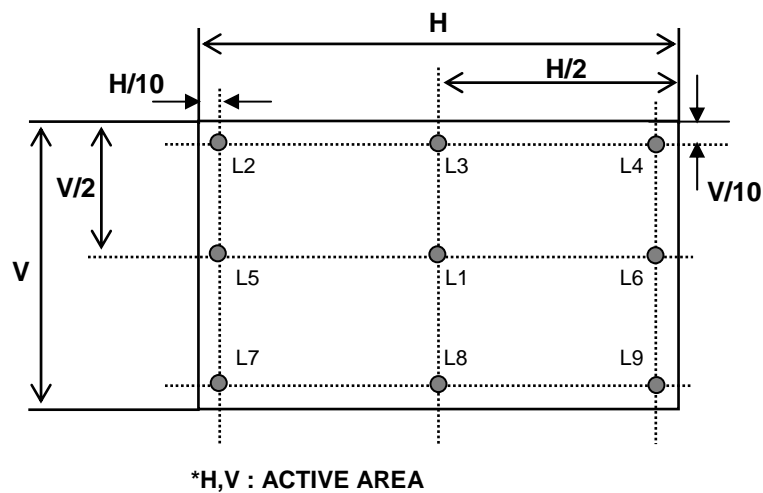 H
H/10
H/2
L2
L3
L4
V/2
V/10
V
L5
L1
L6
L7
L8
L9
*H,V : ACTIVE AREA